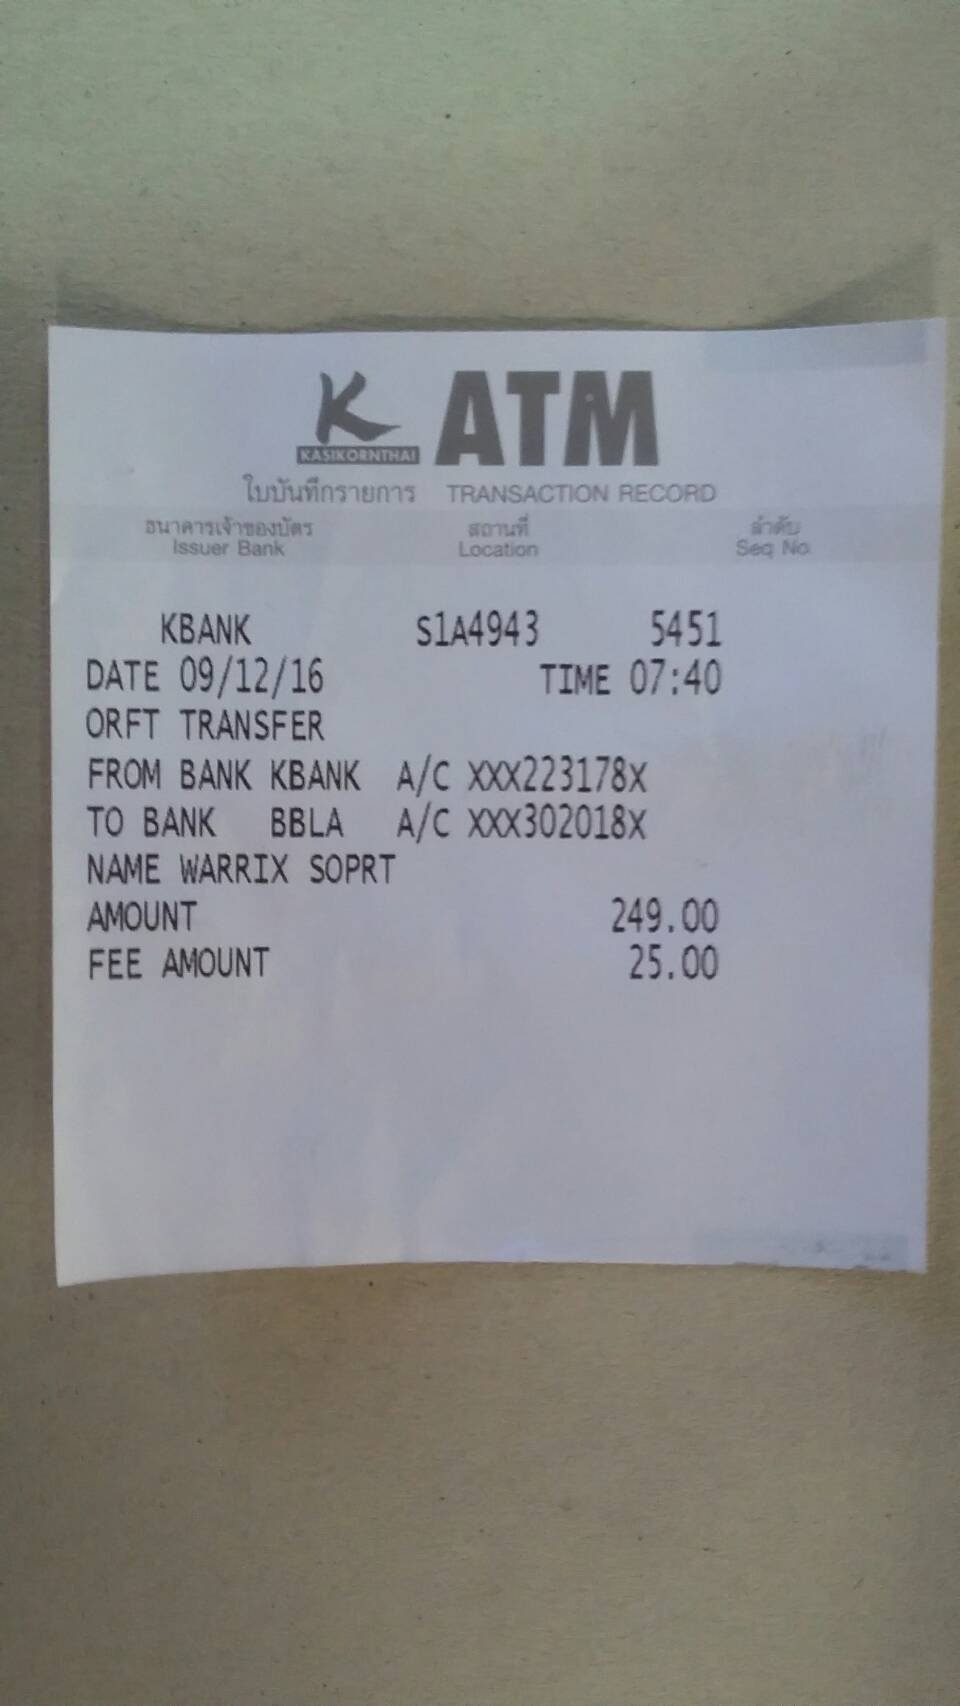 K ATM
KASIKORNTHAI
ใบบันทึกรายการ TRANSACTION RECORD
ธนาคารเจ้าของบัตร สถานที่ ลำดับ
Issuer Bank Location Seq No
KBANK S1A4943 5451
DATE 09/12/16 TIME 07:40
ORFT TRANSFER
FROM BANK KBANK A/C XXX223178X
TO BANK BBLA A/C XXX302018X
NAME WARRIX SOPRT
AMOUNT 249.00
FEE AMOUNT 25.00